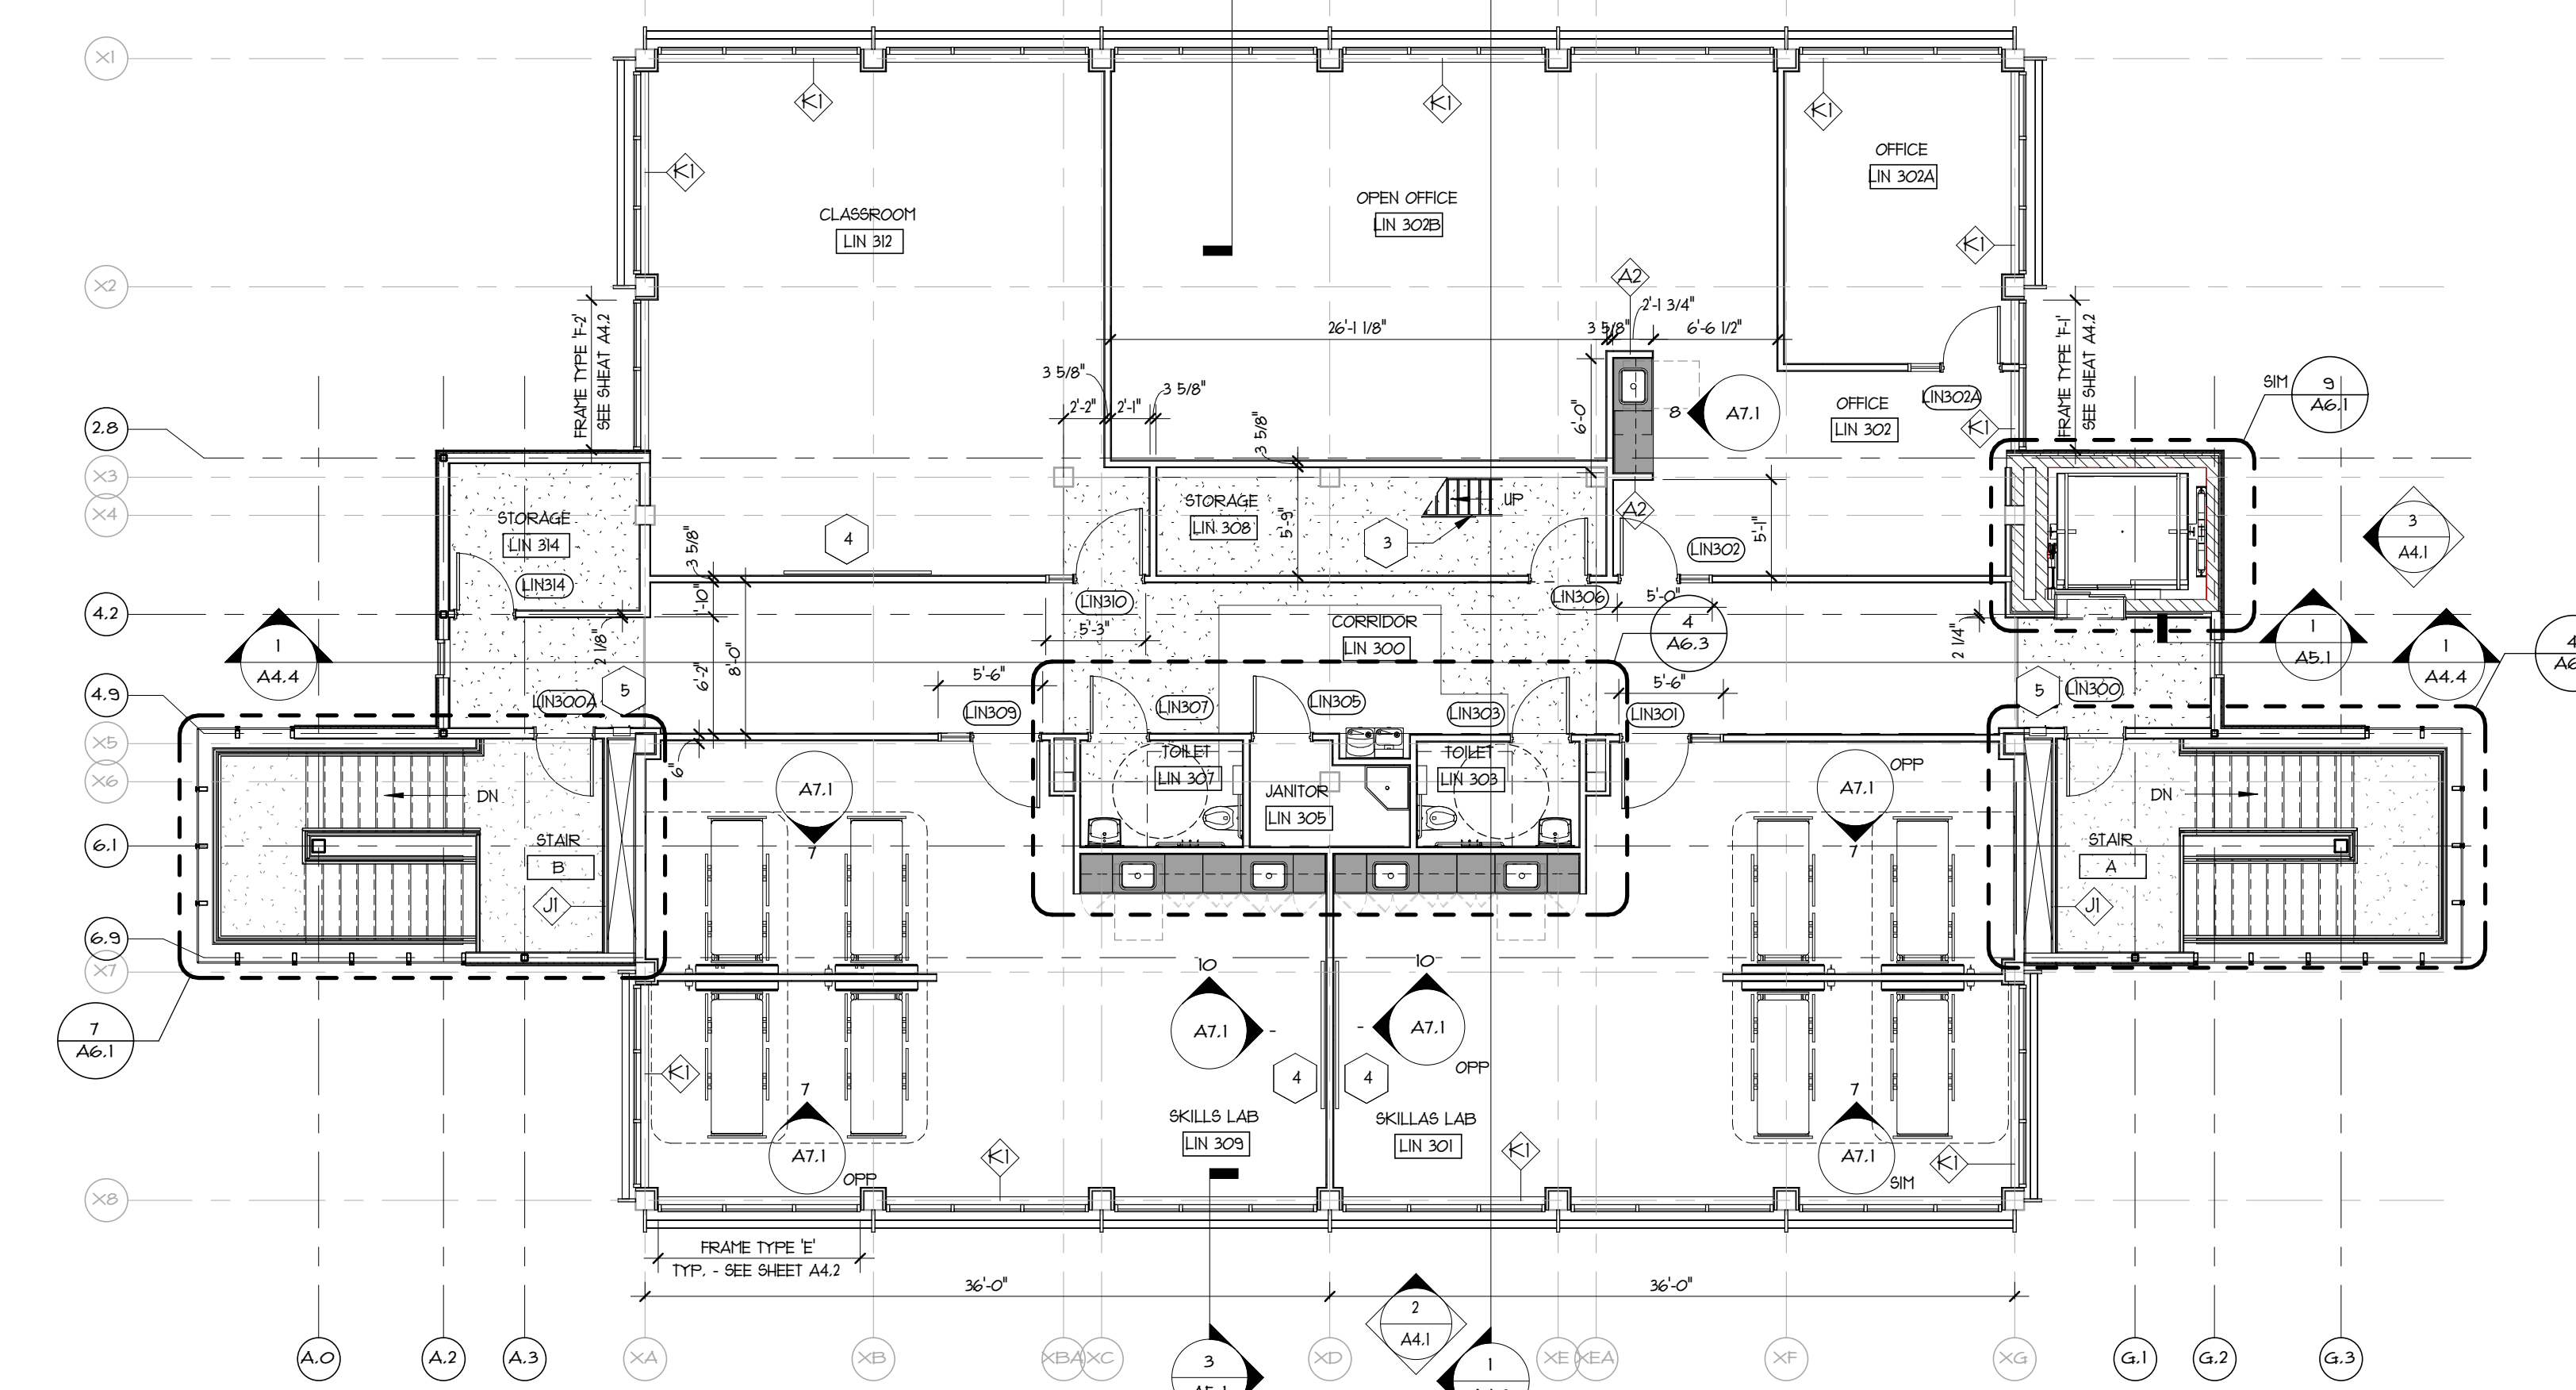 X1
K1
K1
K1
K1
OFFICE
LIN 302A
CLASSROOM
LIN 312
OPEN OFFICE
LIN 302B
K1
X2
A2
2'-1 3/4"
FRAME TYPE 'F-2'
SEE SHEAT A4.2
26'-1 1/8"
3 5/8"
6'-6 1/2"
FRAME TYPE 'F-1'
SEE SHEAT A4.2
3 5/8"
3 5/8"
2'-2"
2'-1"
3 5/8"
6'-0"
8
A7.1
OFFICE
LIN 302
LIN302A
K1
SIM
9
A6.1
2.8
X3
X4
STORAGE
LIN 314
LIN314
STORAGE
LIN 308
5'-9"
UP
3
A2
LIN302
5'-1"
4
3 5/8"
3
A4.1
4.2
LIN310
LIN306
5'-0"
5'-3"
CORRIDOR
LIN 300
4
A6.3
1
A4.4
2 1/8"
6'-2"
8'-0"
2 1/4"
1
A5.1
1
A4.4
4.9
LIN300A
5
5'-6"
LIN309
LIN307
LIN305
LIN303
5'-6"
LIN301
5
LIN300
X5
X6
6"
TOILET
LIN 307
JANITOR
LIN 305
TOILET
LIN 303
OPP
A7.1
7
A7.1
7
DN
DN
6.1
STAIR
B
J1
STAIR
A
J1
6.9
X7
10
A7.1
-
10
-
A7.1
OPP
7
A6.1
K1
4
4
7
A7.1
OPP
SKILLS LAB
LIN 309
SKILLAS LAB
LIN 301
7
A7.1
SIM
K1
K1
K1
X8
FRAME TYPE 'E'
TYP. - SEE SHEET A4.2
36'-0"
36'-0"
2
A4.1
3
1
A.0
A.2
A.3
XA
XB
XBA
XC
XD
XE
XEA
XF
XG
G.1
G.2
G.3